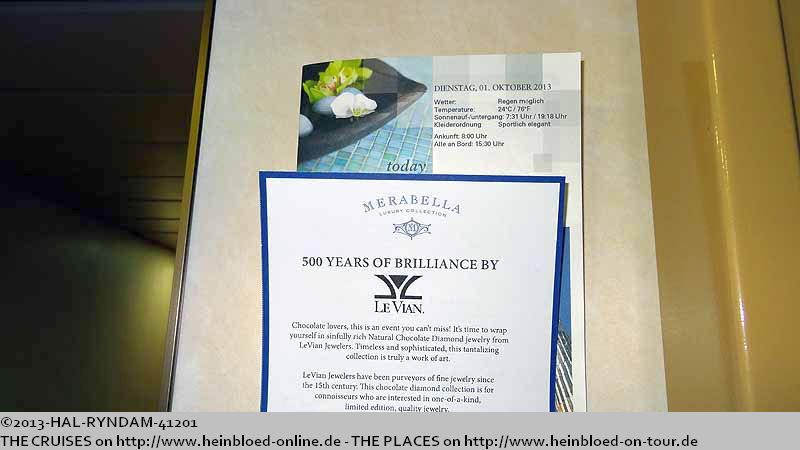 DIENSTAG, 01. OKTOBER 2013
Wetter: Regen möglich
Temperature: 24°C / 76°F
Sonnenauf-/untergang: 7:31 Uhr / 19:18 Uhr
Kleiderordnung Sportlich elegant
Ankunft: 8:00 Uhr
Alle an Bord: 15:30 Uhr
today
MERABELLA
LUXURY COLLECTION
M
500 YEARS OF BRILLIANCE BY
LE VIAN.
Chocolate lovers, this is an event you can't miss! It's time to wrap
yourself in sinfully rich Natural Chocolate Diamond jewelry from
LeVian Jewelers. Timeless and sophisticated, this tantalizing
collection is truly a work of art.
LeVian Jewelers have been purveyors of fine jewelry since
the 15th century. This chocolate diamond collection is for
connoisseurs who are interested in one-of-a-kind,
limited edition, quality jewelry.
©2013-HAL-RYNDAM-41201
THE CRUISES on http://www.heinbloed-online.de - THE PLACES on http://www.heinbloed-on-tour.de